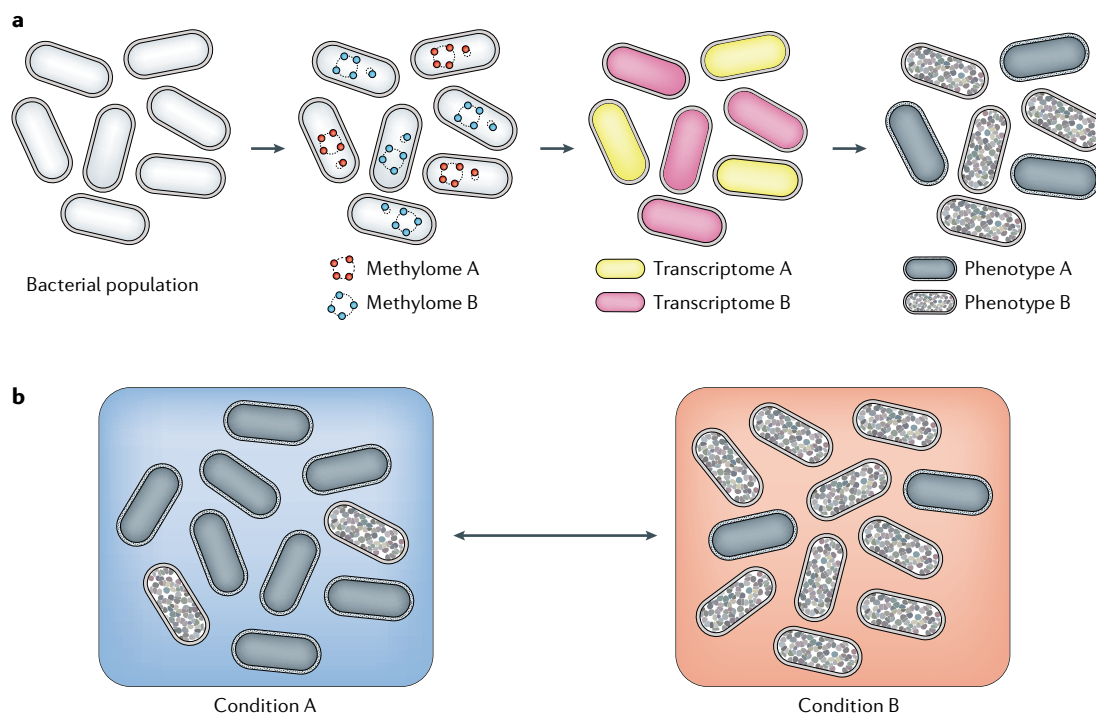 a
Bacterial population
Methylome A
Methylome B
Transcriptome A
Transcriptome B
Phenotype A
Phenotype B
b
Condition A
Condition B